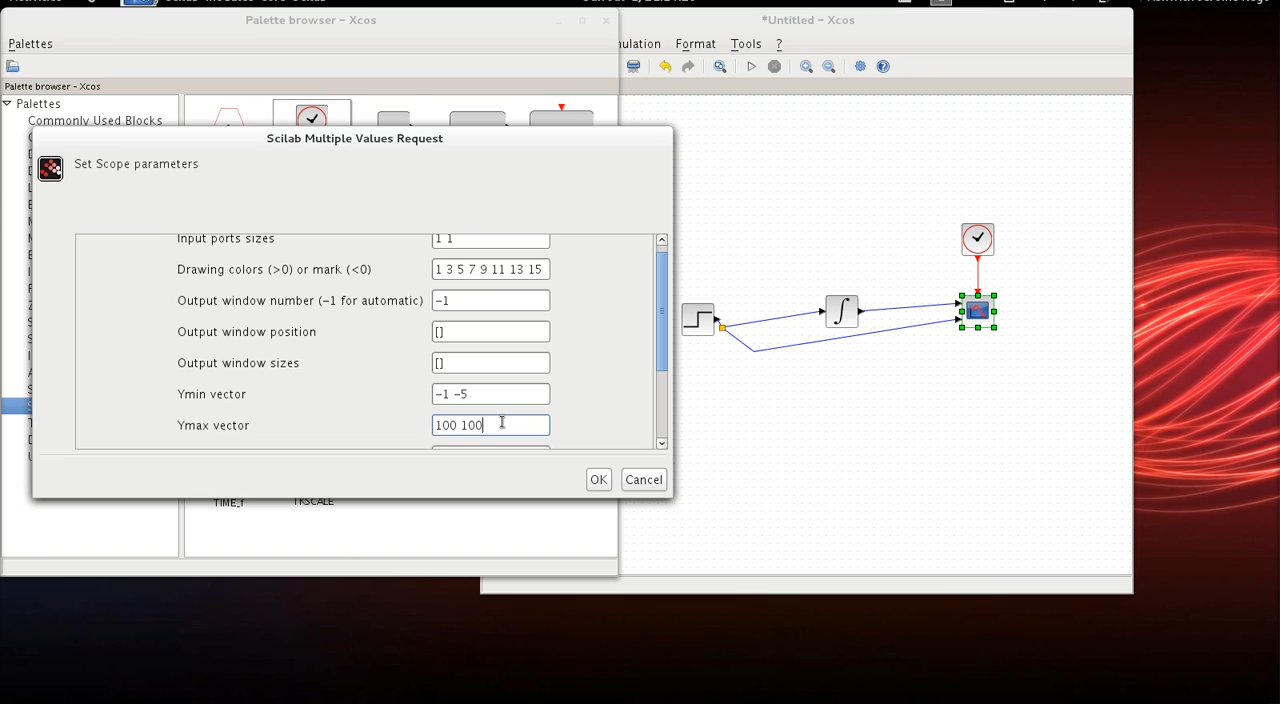 Palette browser – Xcos
*Untitled – Xcos
Palettes
mulation Format Tools ?
Palette browser – Xcos
Palettes
Commonly Used Blocks
Scilab Multiple Values Request
Set Scope parameters
Input ports sizes
1 1
Drawing colors (>0) or mark (<0)
1 3 5 7 9 11 13 15
Output window number (–1 for automatic)
–1
Output window position
[]
Output window sizes
[]
Ymin vector
–1 –5
Ymax vector
100 100
OK Cancel
TIME_f
TKSCALE